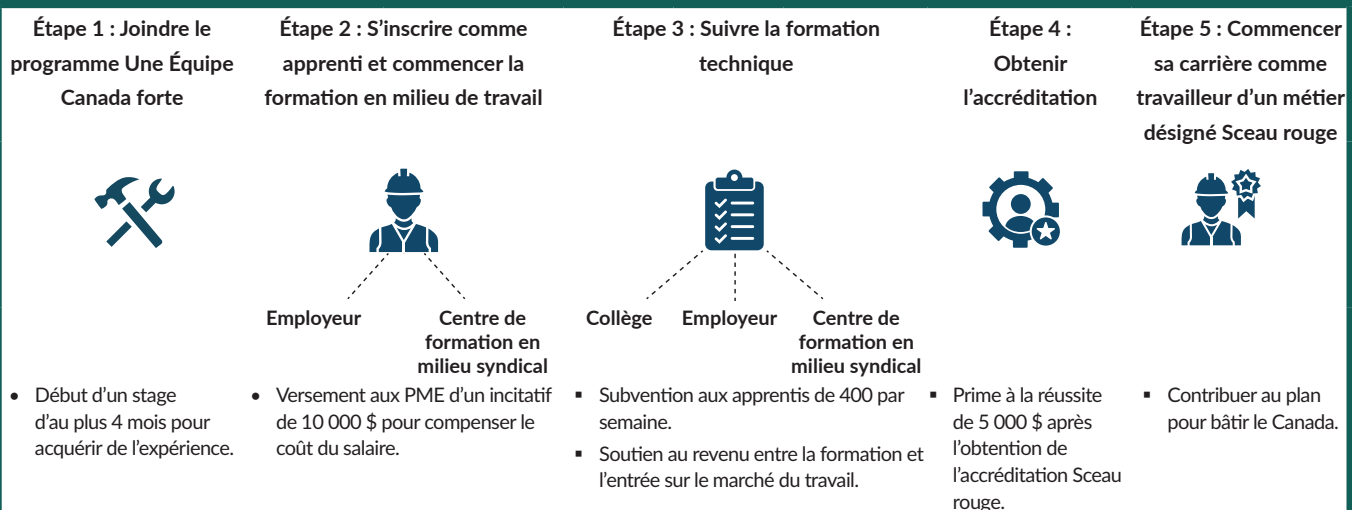 Étape 1 : Joindre le
programme Une Équipe
Canada forte
Étape 2 : S’inscrire comme
apprenti et commencer la
formation en milieu de travail
Étape 3 : Suivre la formation
technique
Étape 4 :
Obtenir
l’accréditation
Étape 5 : Commencer
sa carrière comme
travailleur d’un métier
désigné Sceau rouge
Employeur
Centre de
formation en
milieu syndical
Collège
Employeur
Centre de
formation en
milieu syndical
• Début d’un stage
d’au plus 4 mois pour
acquérir de l’expérience.
• Versement aux PME d’un incitatif
de 10 000 $ pour compenser le
coût du salaire.
▪ Subvention aux apprentis de 400 par
semaine.
▪ Soutien au revenu entre la formation et
l’entrée sur le marché du travail.
▪ Prime à la réussite
de 5 000 $ après
l’obtention de
l’accréditation Sceau
rouge.
▪ Contribuer au plan
pour bâtir le Canada.